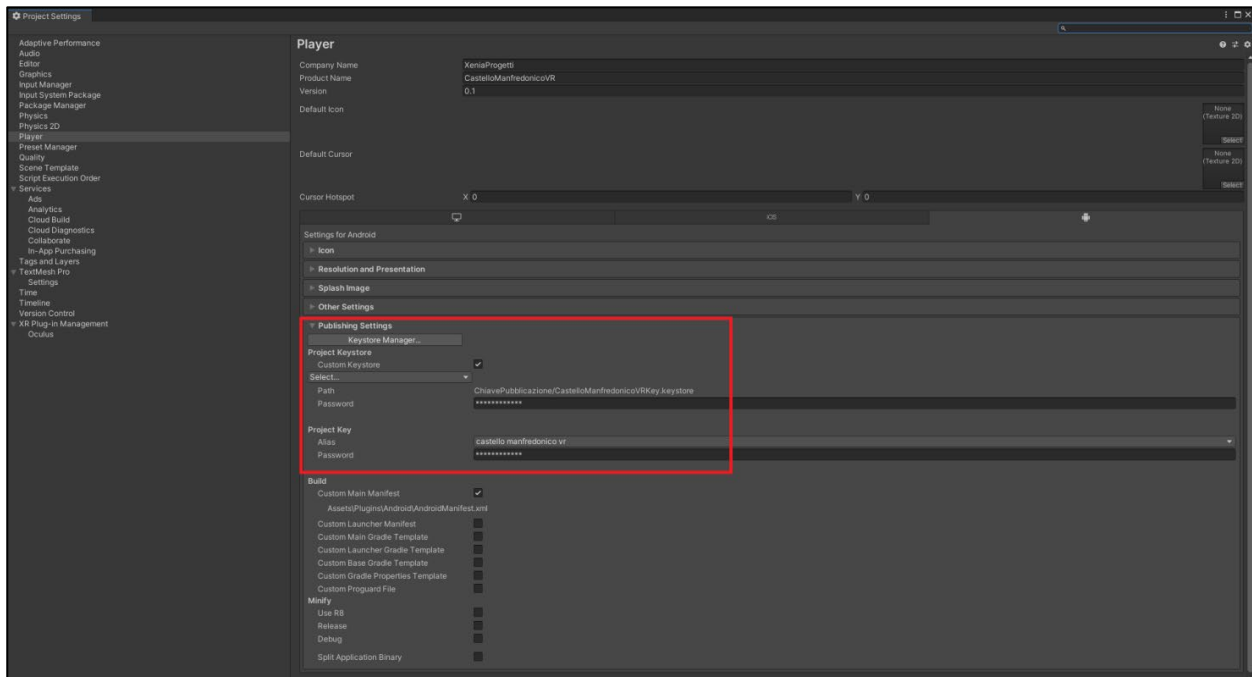 Project Settings
Adaptive Performance
Audio
Editor
Graphics
Input Manager
Input System Package
Package Manager
Physics
Physics 2D
Player
Preset Manager
Quality
Scene Template
Script Execution Order
Services
Ads
Analytics
Cloud Build
Cloud Diagnostics
Collaborate
In-App Purchasing
Tags and Layers
TextMesh Pro
Settings
Time
Timeline
Version Control
XR Plug-in Management
Oculus
Player
Company Name XeniaProgetti
Product Name CastelloManfredonicoVR
Version 0.1
Default Icon
None
(Texture 2D)
Select
Default Cursor
None
(Texture 2D)
Select
Cursor Hotspot X 0 Y 0
iOS
Settings for Android
Icon
Resolution and Presentation
Splash Image
Other Settings
Publishing Settings
Keystore Manager...
Project Keystore
Custom Keystore
Select...
Path ChiavePubblicazione/CastelloManfredonicoVRKey.keystore
Password ************
Project Key
Alias castello manfredonico vr
Password ************
Build
Custom Main Manifest
Assets\Plugins\Android\AndroidManifest.xml
Custom Launcher Manifest
Custom Main Gradle Template
Custom Launcher Gradle Template
Custom Base Gradle Template
Custom Gradle Properties Template
Custom Proguard File
Minify
Use R8
Release
Debug
Split Application Binary